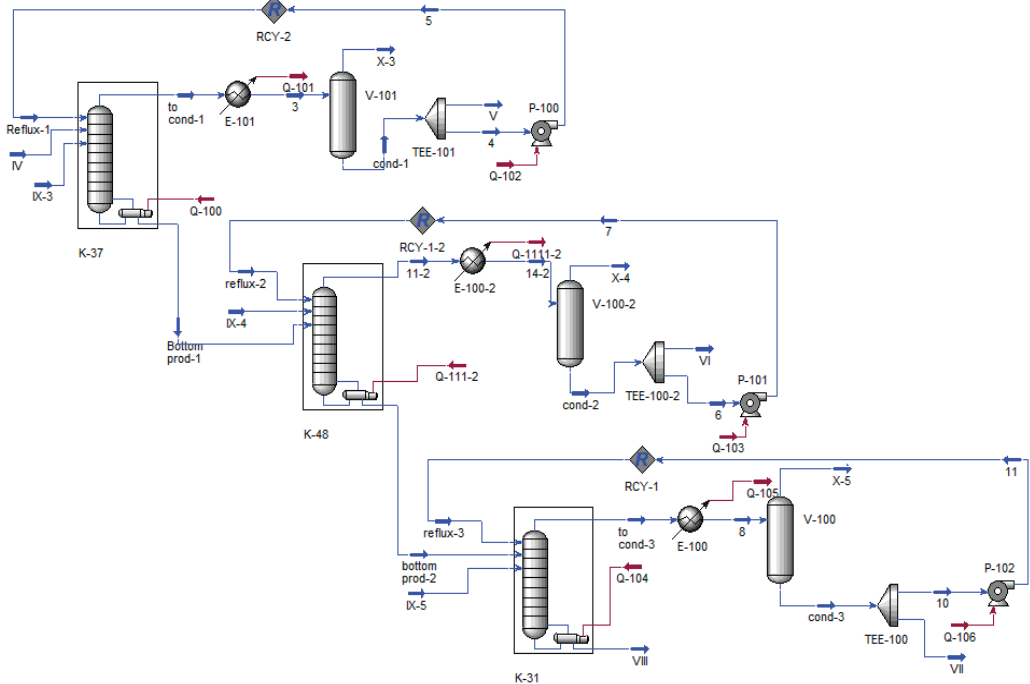 5
RCY-2
X-3
Q-101
V-101
to
cond-1
3
E-101
P-100
V
Reflux-1
4
TEE-101
IV
cond-1
Q-102
IX-3
Q-100
7
K-37
RCY-1-2
Q-1111-2
11-2
14-2
X-4
reflux-2
E-100-2
V-100-2
IX-4
Bottom
prod-1
VI
Q-111-2
P-101
TEE-100-2
cond-2
6
K-48
Q-103
11
RCY-1
X-5
Q-105
V-100
reflux-3
to
cond-3
8
E-100
bottom
prod-2
Q-104
P-102
IX-5
10
cond-3
TEE-100
Q-106
VIII
VII
K-31